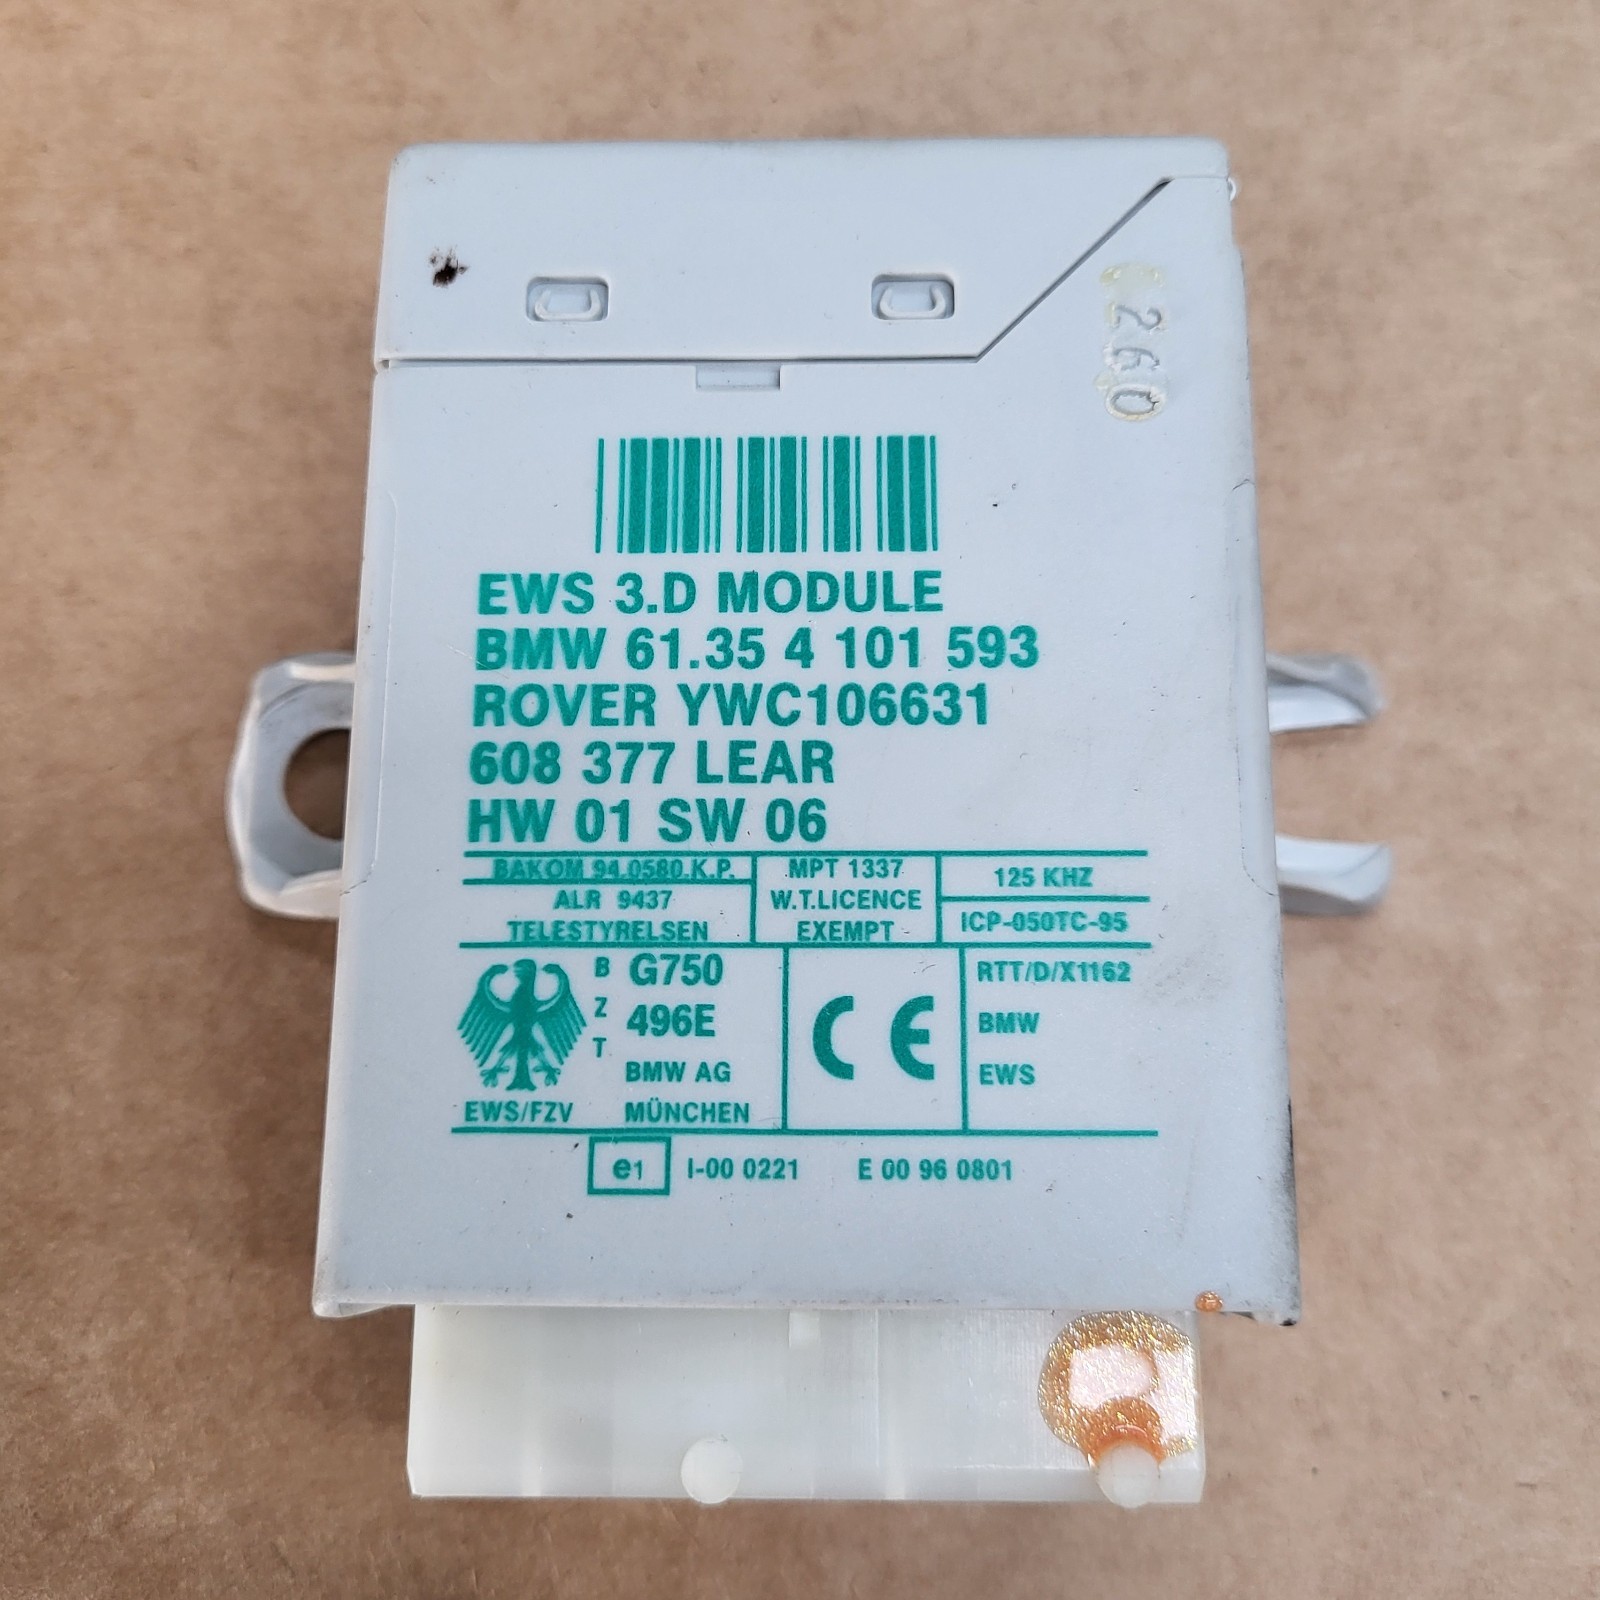 260
EWS 3.D MODULE
BMW 61.35 4 101 593
ROVER YWC106631
608 377 LEAR
HW 01 SW 06
BAKOM 94.0580.K.P.
ALR 9437
TELESTYRELSEN
MPT 1337
W.T.LICENCE
EXEMPT
125 KHZ
ICP-050TC-95
BZT
G750
496E
BMW AG
MÜNCHEN
EWS/FZV
CE
RTT/D/X1162
BMW
EWS
e1 I-00 0221 E 00 96 0801